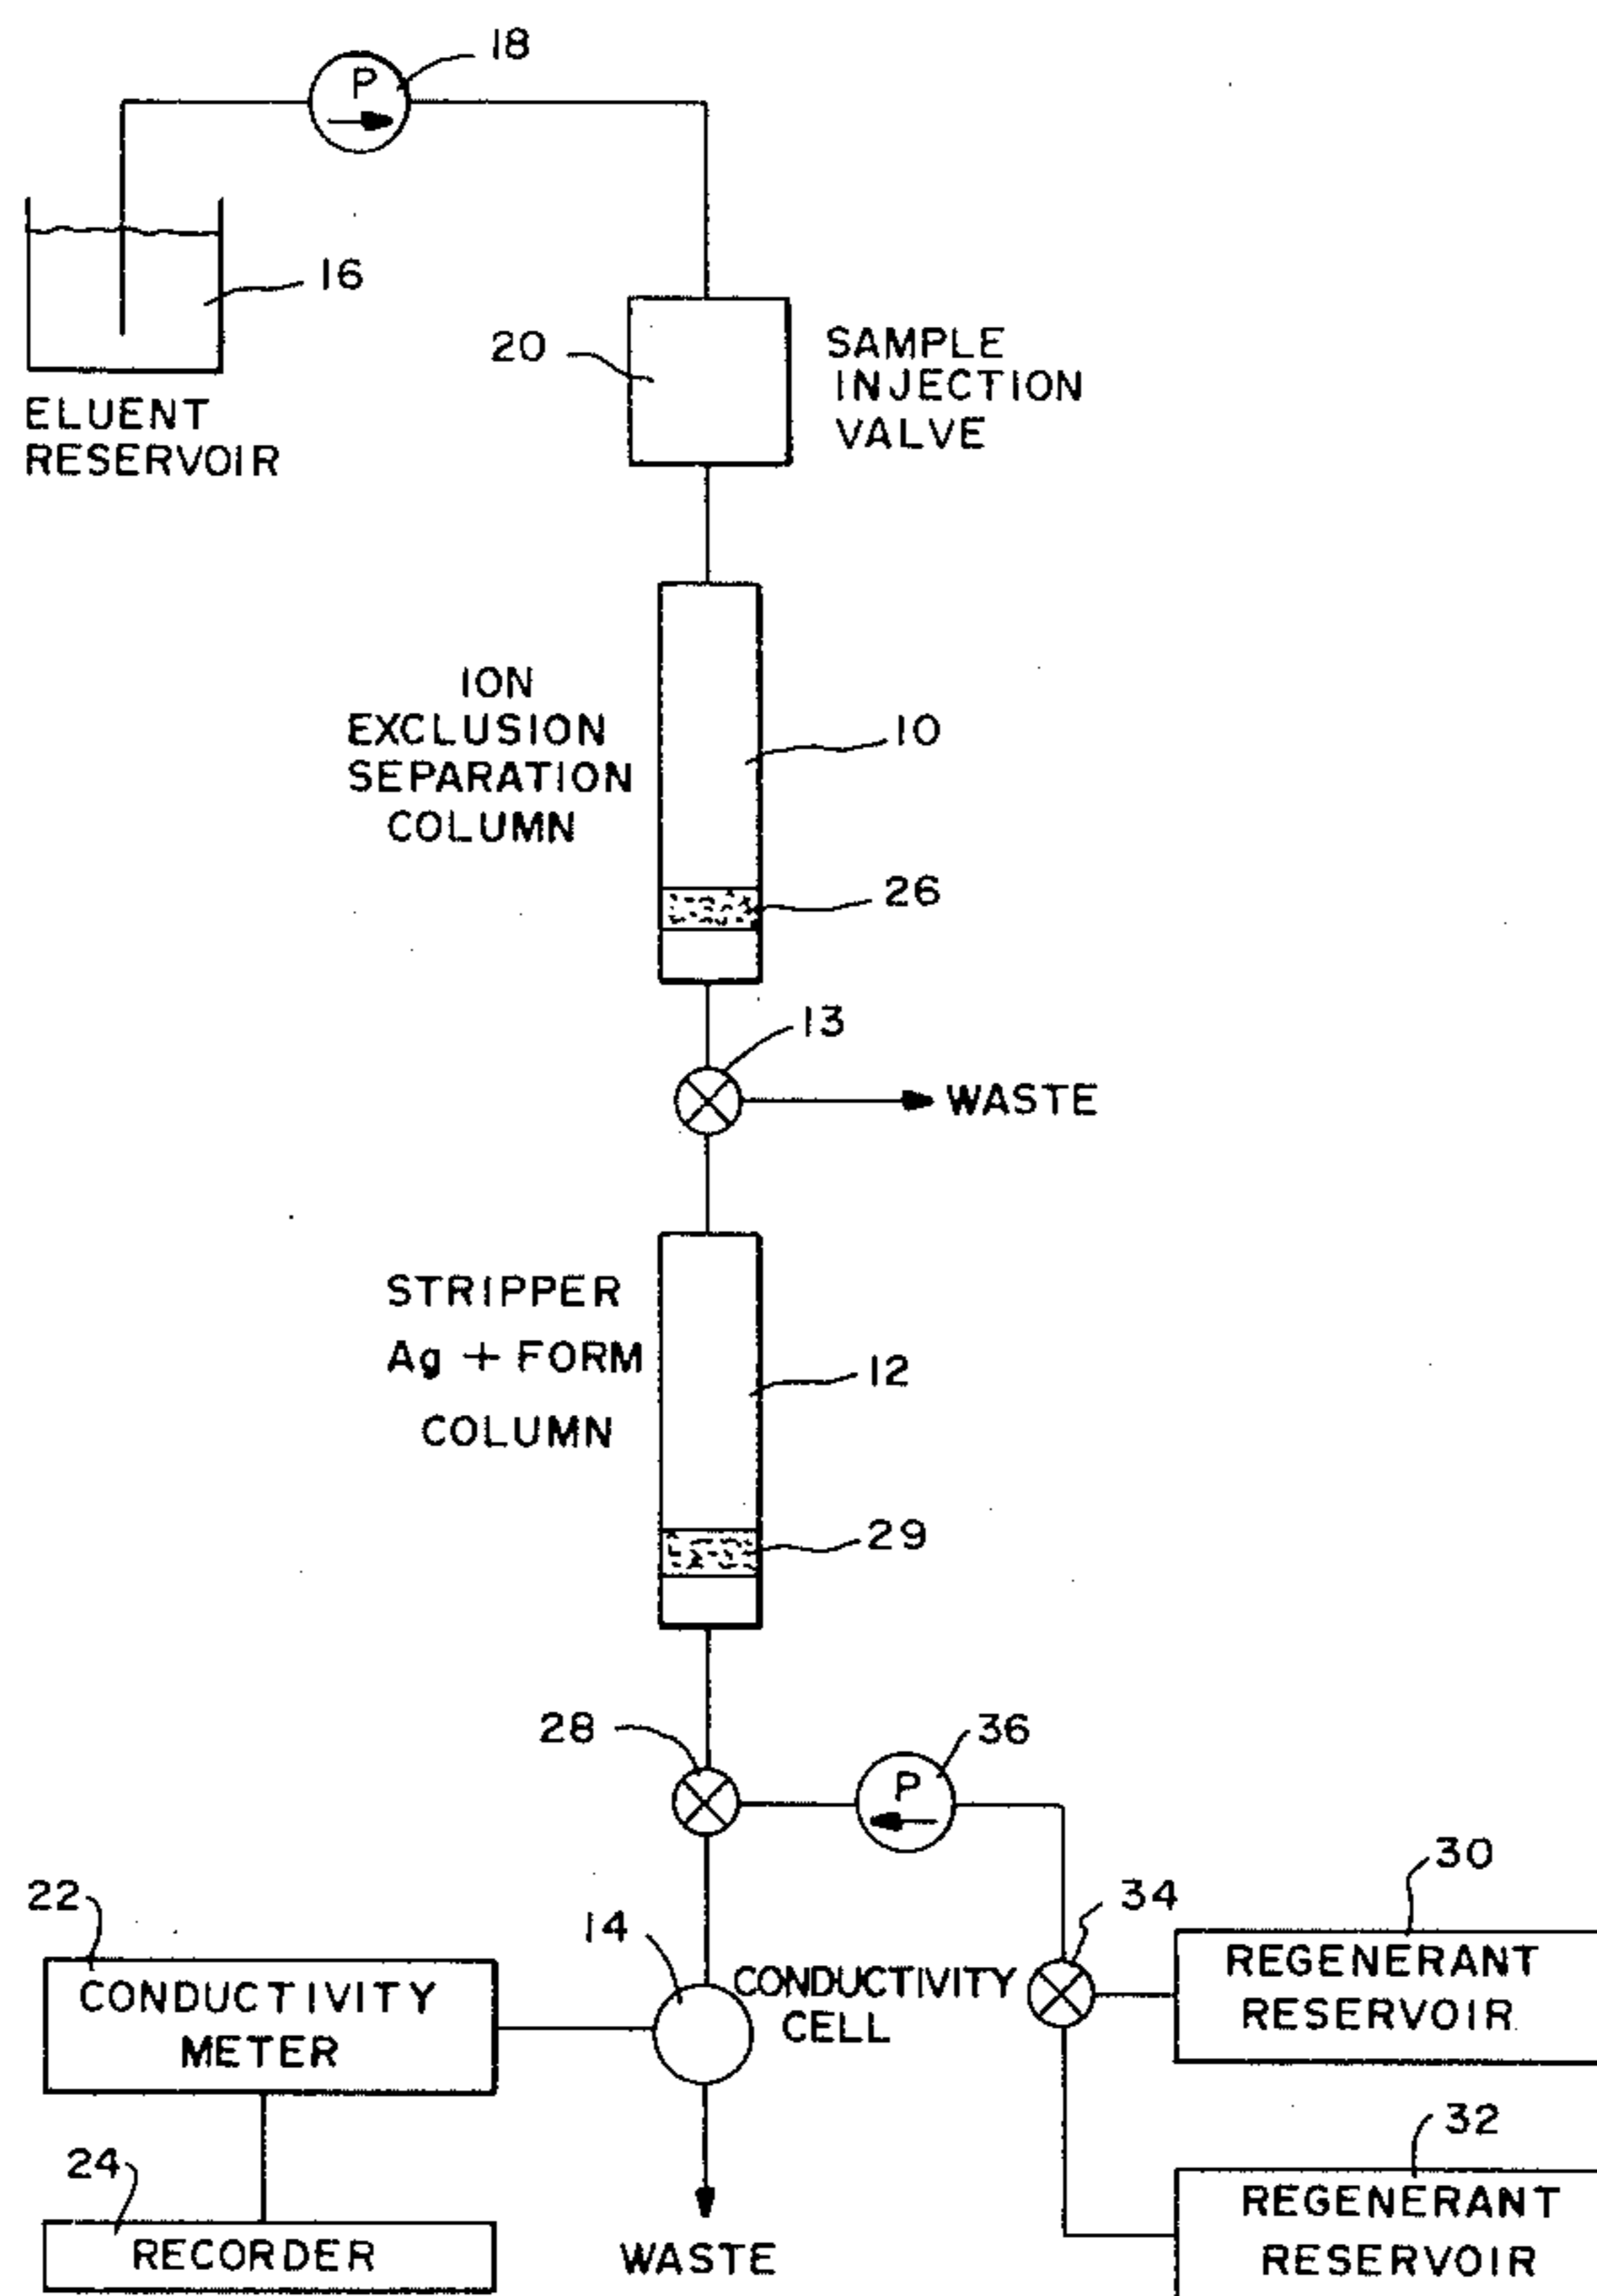 18
P
16
ELUENT
RESERVOIR
20
SAMPLE
INJECTION
VALVE
ION
EXCLUSION
SEPARATION
COLUMN
10
26
13
WASTE
STRIPPER
Ag + FORM
COLUMN
12
29
28
36
P
22
CONDUCTIVITY
METER
14
CONDUCTIVITY
CELL
34
30
REGENERANT
RESERVOIR
24
RECORDER
WASTE
32
REGENERANT
RESERVOIR